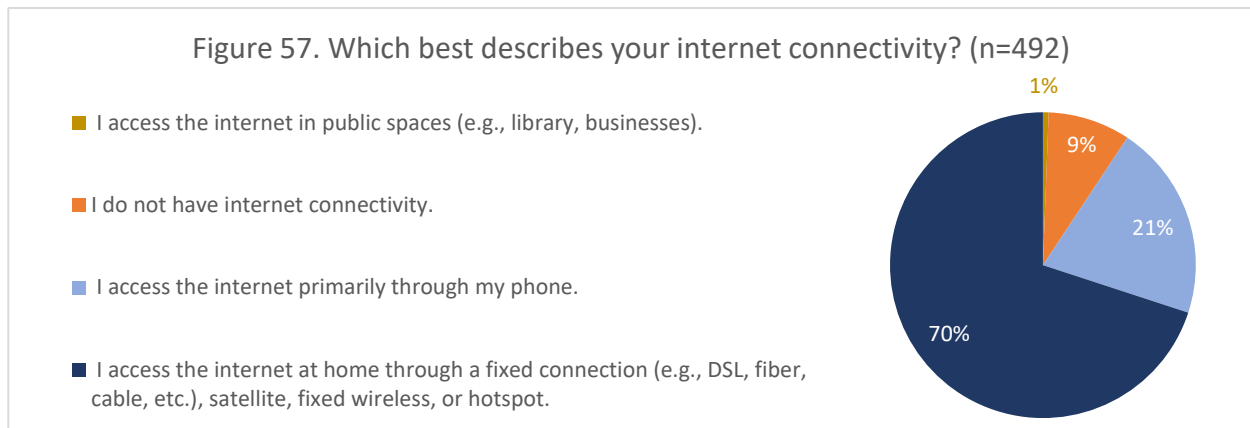 Figure 57. Which best describes your internet connectivity? (n=492)
1%
I access the internet in public spaces (e.g., library, businesses).
9%
I do not have internet connectivity.
21%
I access the internet primarily through my phone.
70%
I access the internet at home through a fixed connection (e.g., DSL, fiber,
cable, etc.), satellite, fixed wireless, or hotspot.